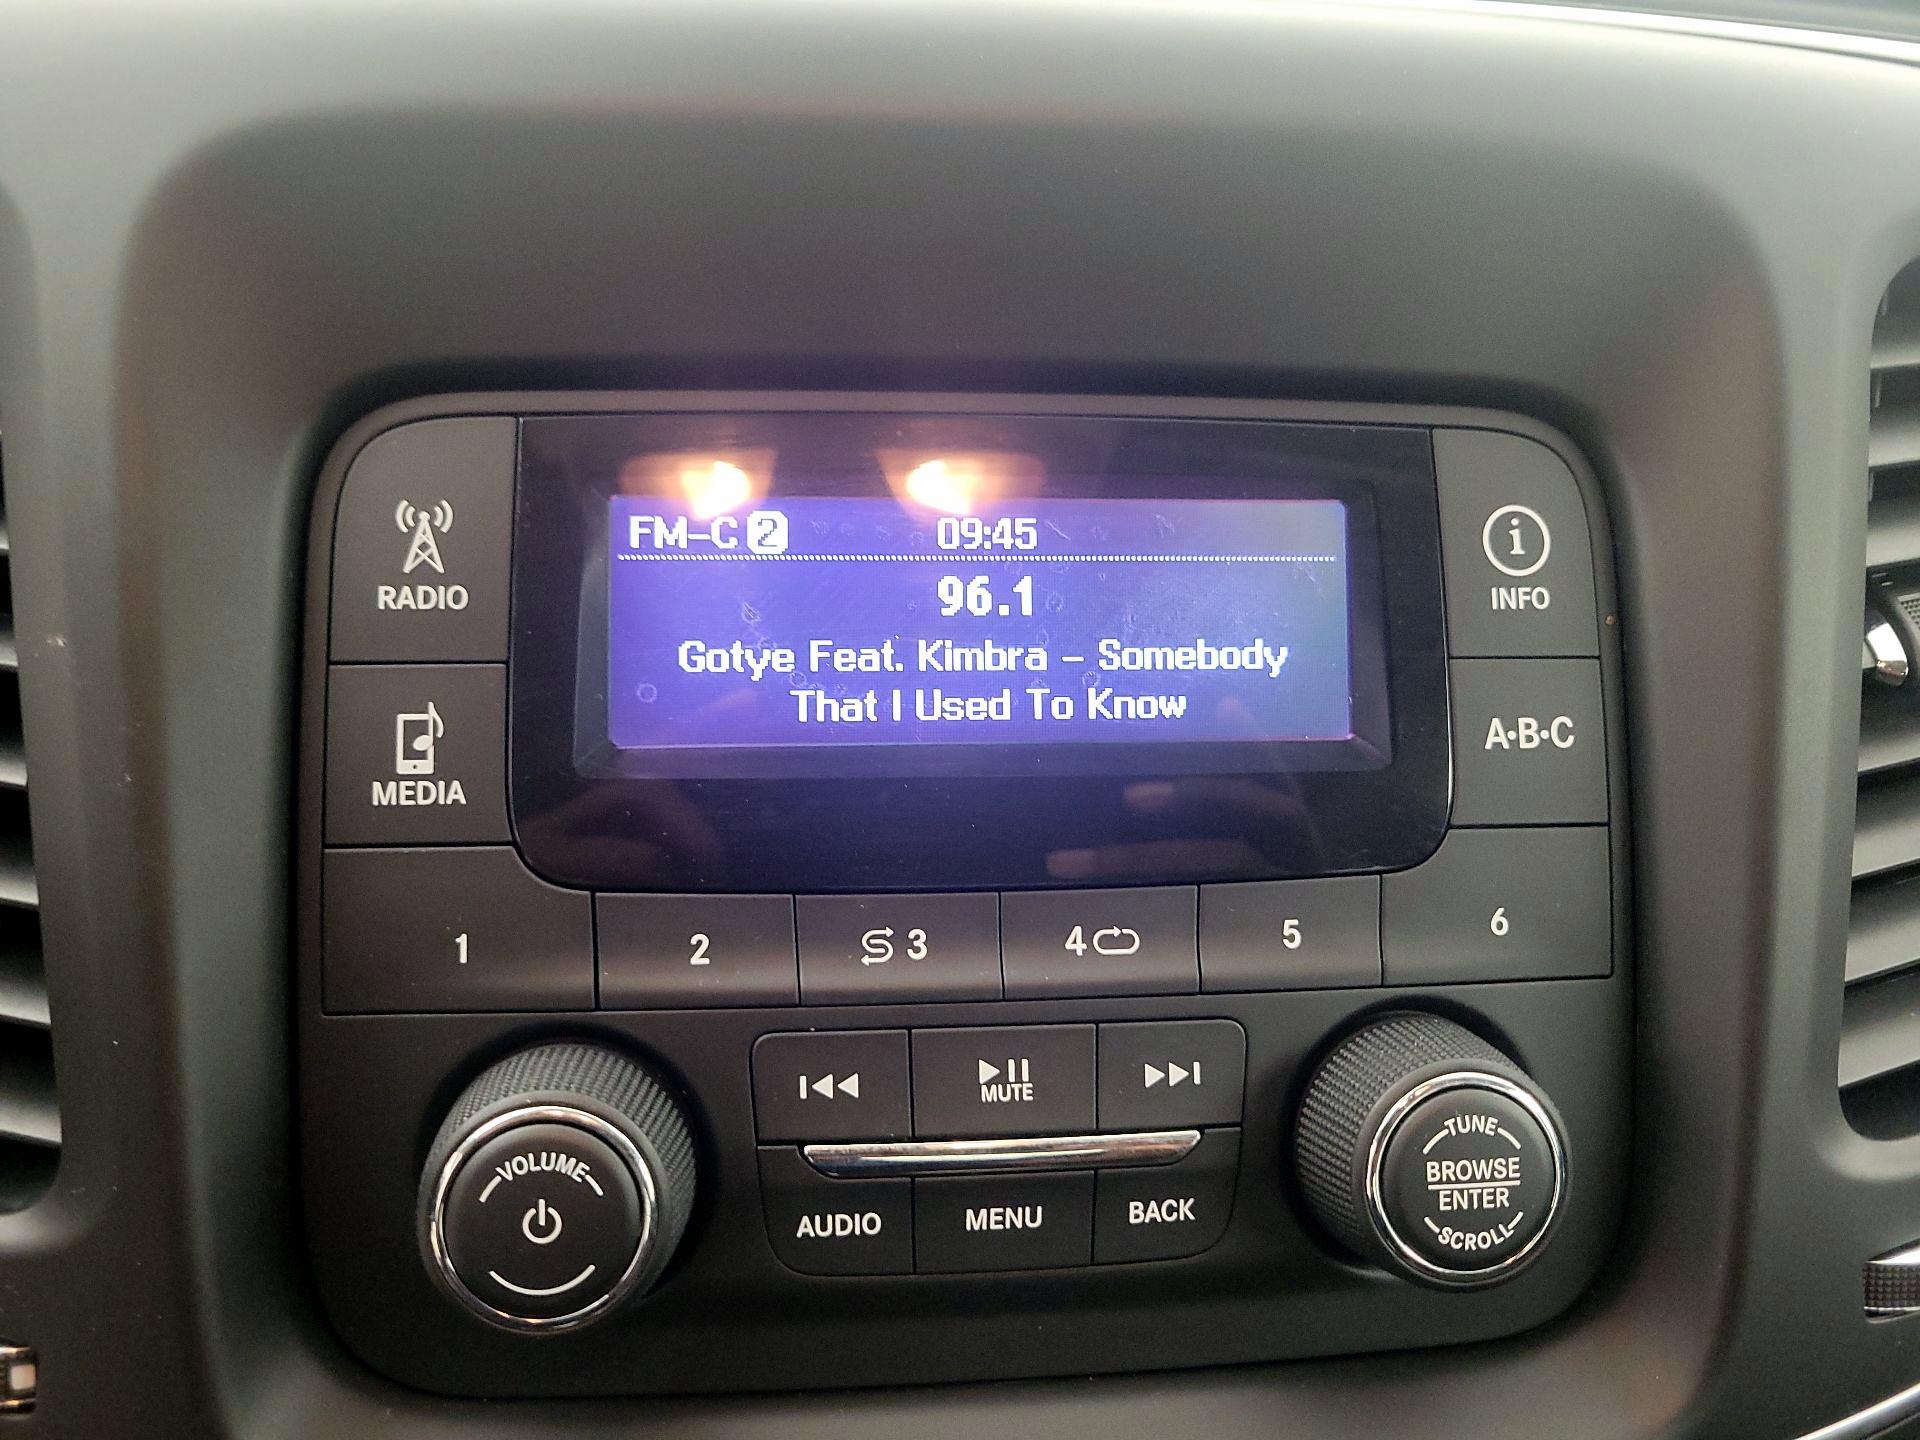 FM-C 2 09:45
96.1
Gotye Feat. Kimbra - Somebody
That I Used To Know
RADIO
MEDIA
i
INFO
A·B·C
1 2 3 4 5 6
MUTE
AUDIO MENU BACK
VOLUME
TUNE
BROWSE
ENTER
SCROLL